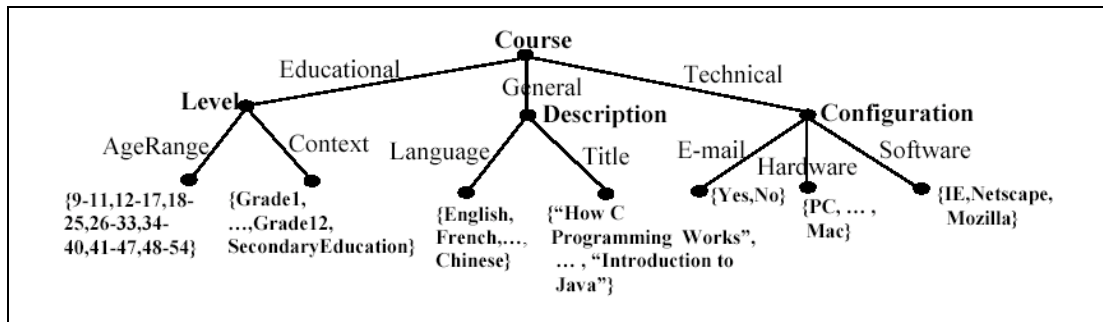 Course
Educational
General
Technical
Level
Description
Configuration
AgeRange
Context
Language
Title
E-mail
Hardware
Software
{9-11,12-17,18-
25,26-33,34-
40,41-47,48-54}
{Grade1,
…,Grade12,
SecondaryEducation}
{English,
French,…,
Chinese}
{“How C
Programming Works”,
… , “Introduction to
Java”}
{Yes,No}
{PC, … ,
Mac}
{IE,Netscape,
Mozilla}